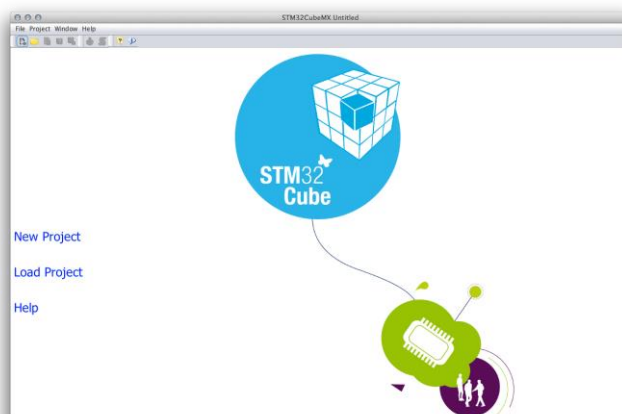 STM32CubeMX Untitled
File Project Window Help
STM32
Cube
New Project
Load Project
Help